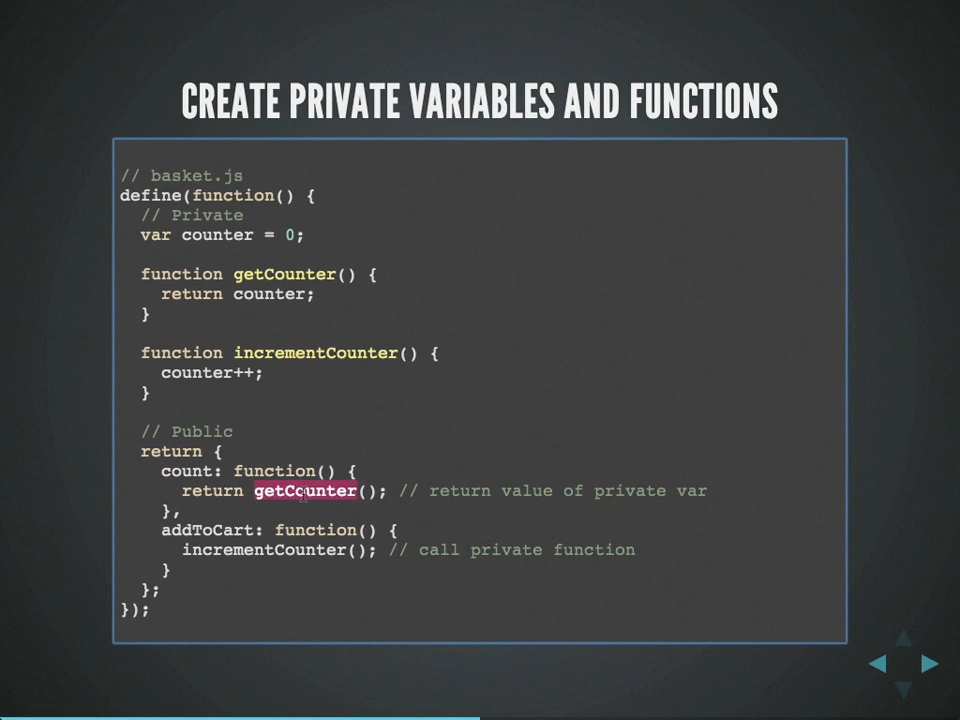 CREATE PRIVATE VARIABLES AND FUNCTIONS
// basket.js
define(function() {
// Private
var counter = 0;
function getCounter() {
return counter;
}
function incrementCounter() {
counter++;
}
// Public
return {
count: function() {
return getCounter(); // return value of private var
},
addToCart: function() {
incrementCounter(); // call private function
}
};
});